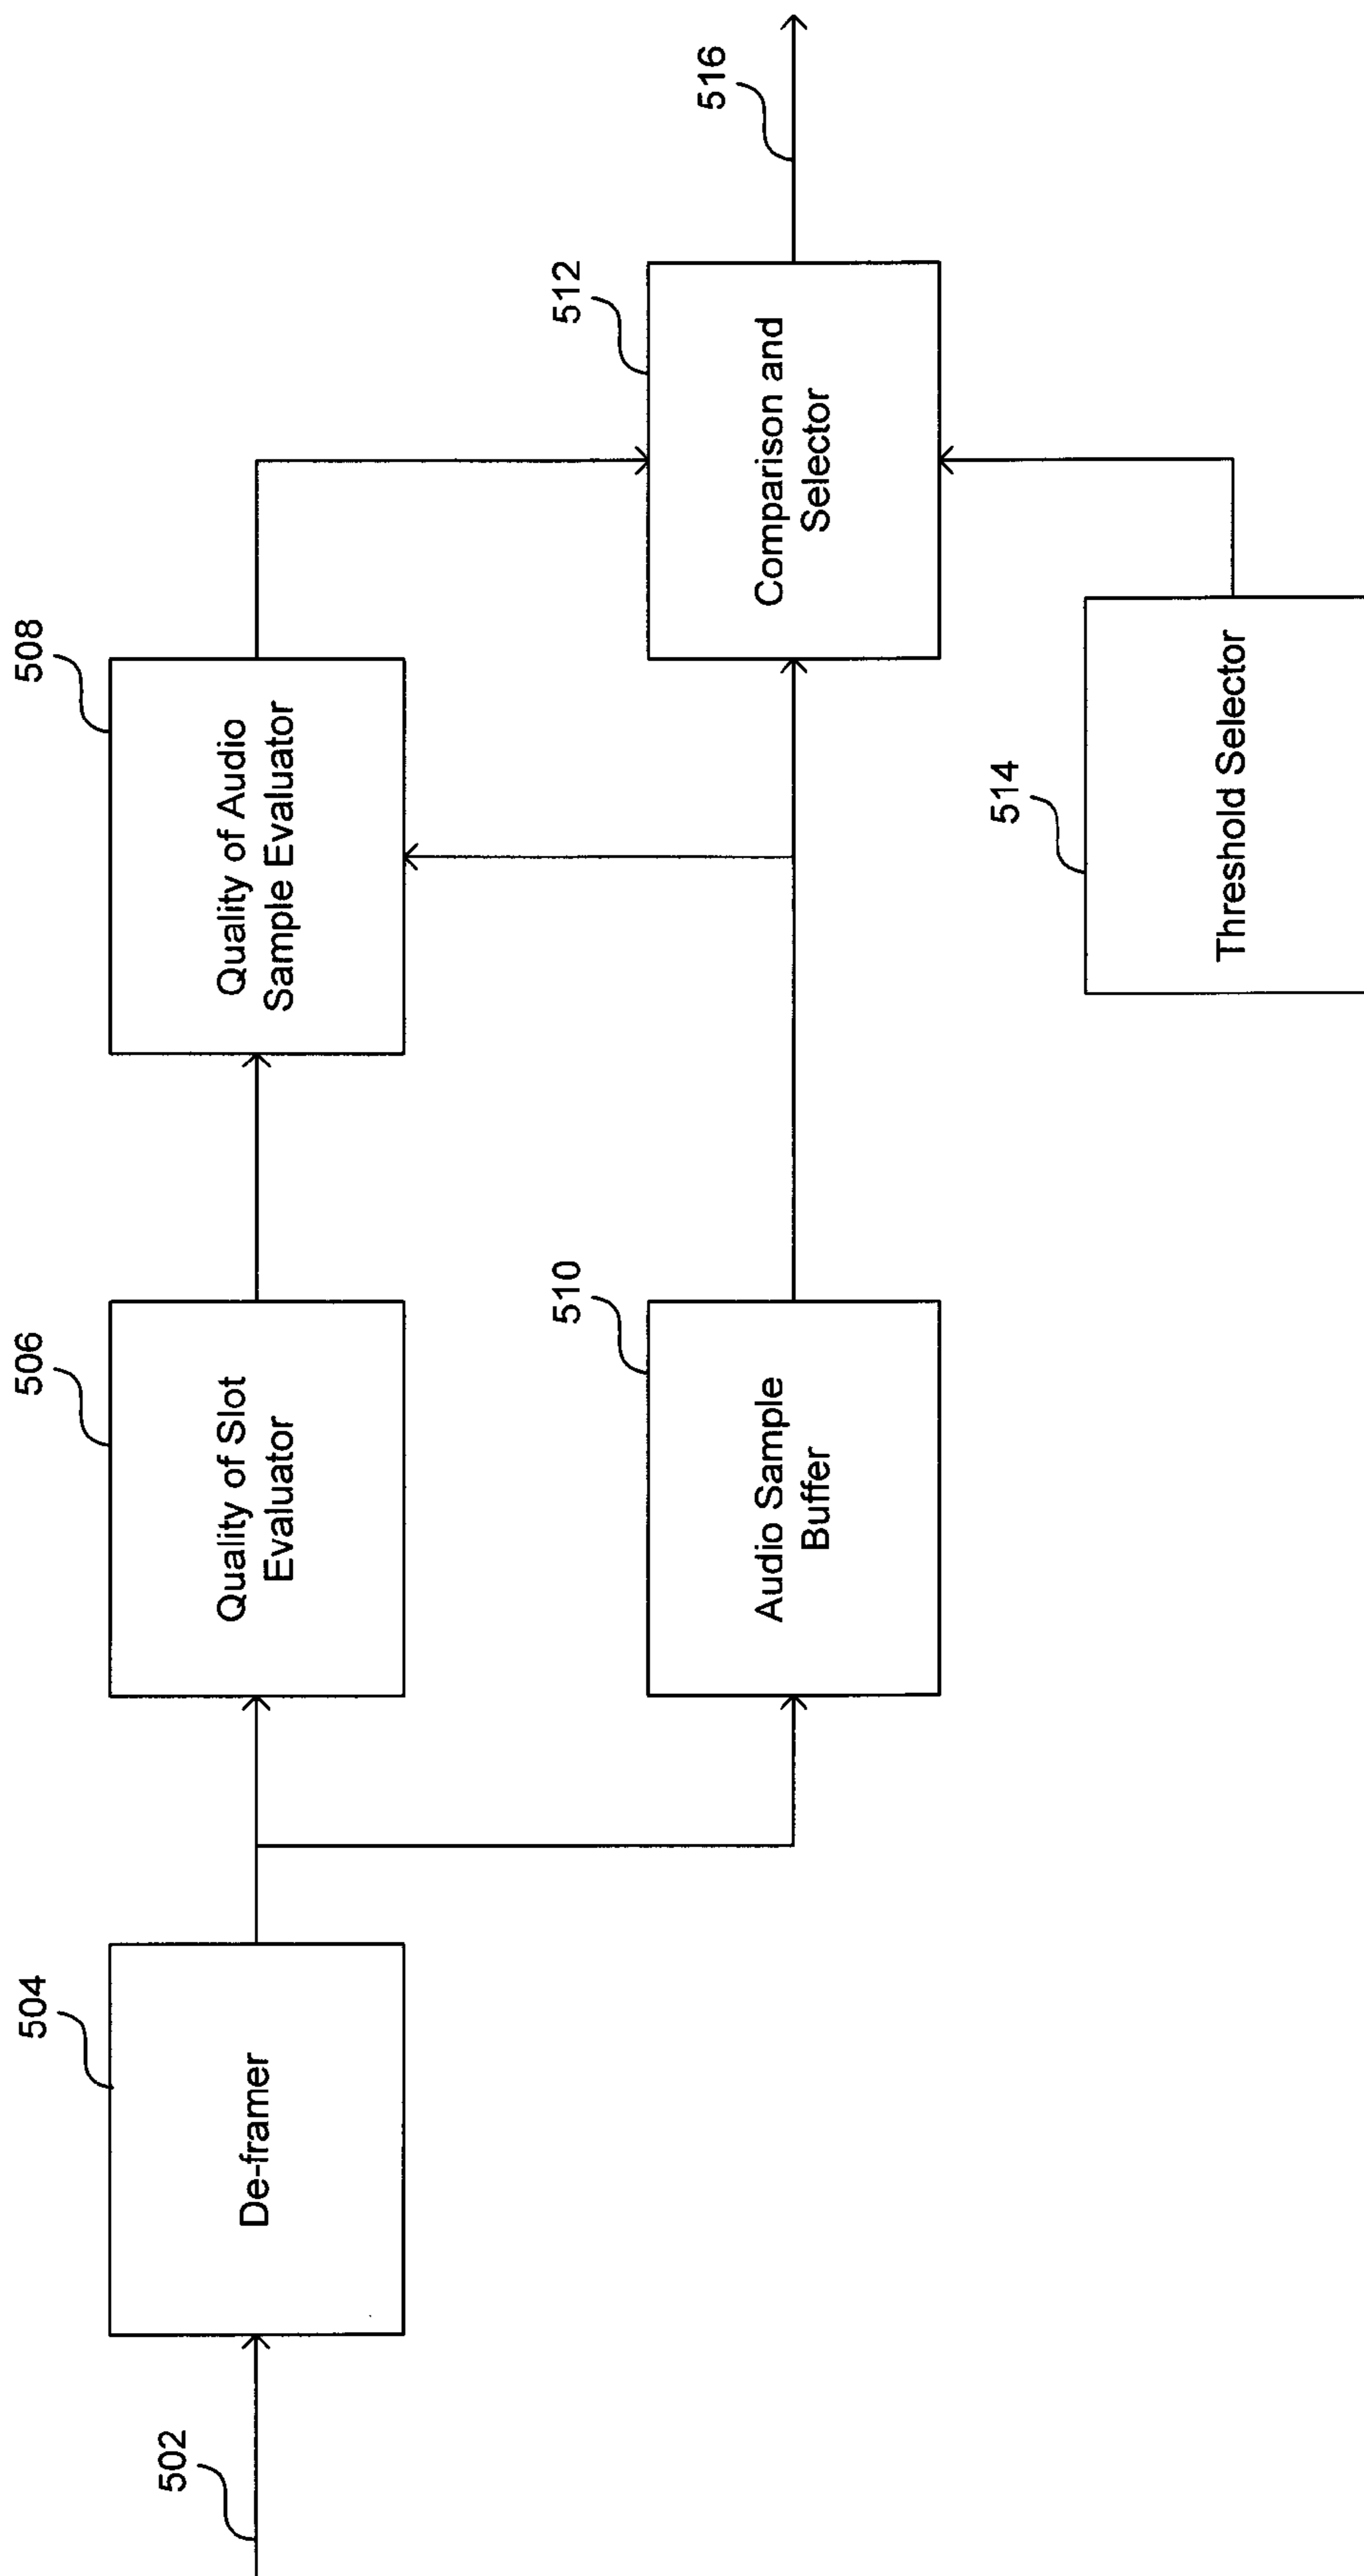 502
504
De-framer
506
Quality of Slot
Evaluator
508
Quality of Audio
Sample Evaluator
510
Audio Sample
Buffer
512
Comparison and
Selector
514
Threshold Selector
516